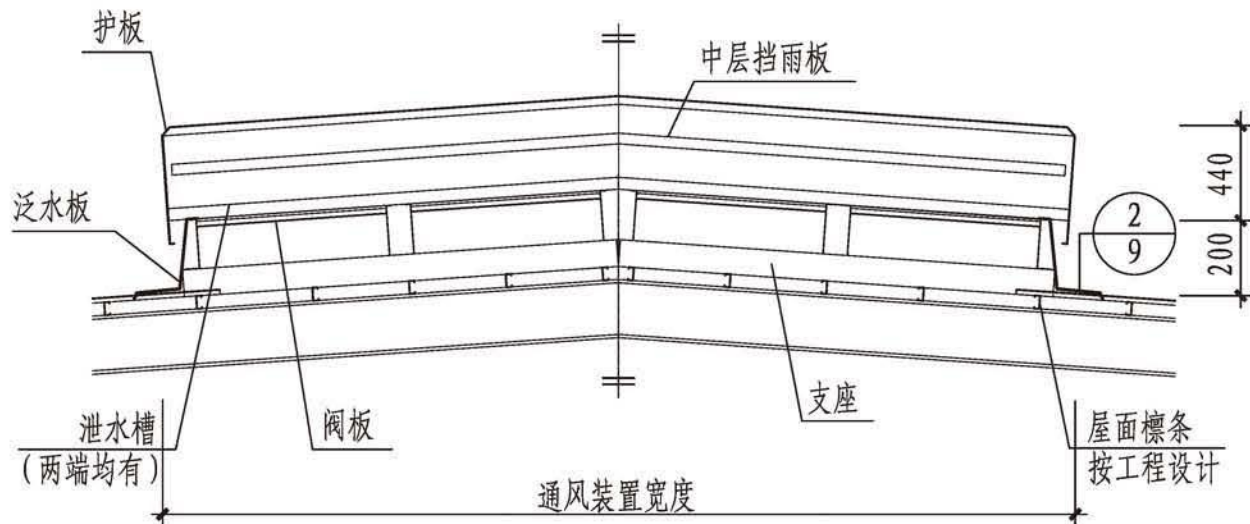 护板
中层挡雨板
440
泛水板
2
9
200
支座
泄水槽
(两端均有)
阀板
屋面檩条
按工程设计
通风装置宽度